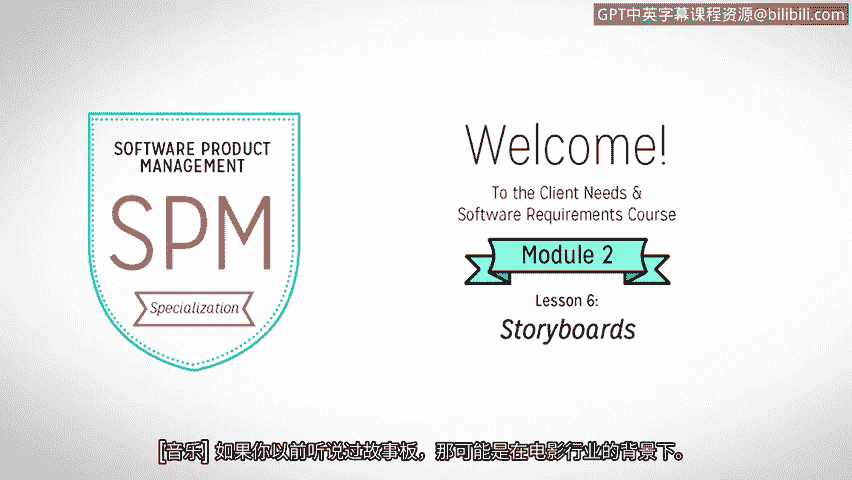 GPT中英字幕课程资源@bilibili.com
SOFTWARE PRODUCT
MANAGEMENT
SPM
Specialization
Welcome!
To the Client Needs &
Software Requirements Course
Module 2
Lesson 6:
Storyboards
[音乐] 如果你以前听说过故事板，那可能是在电影行业的背景下。